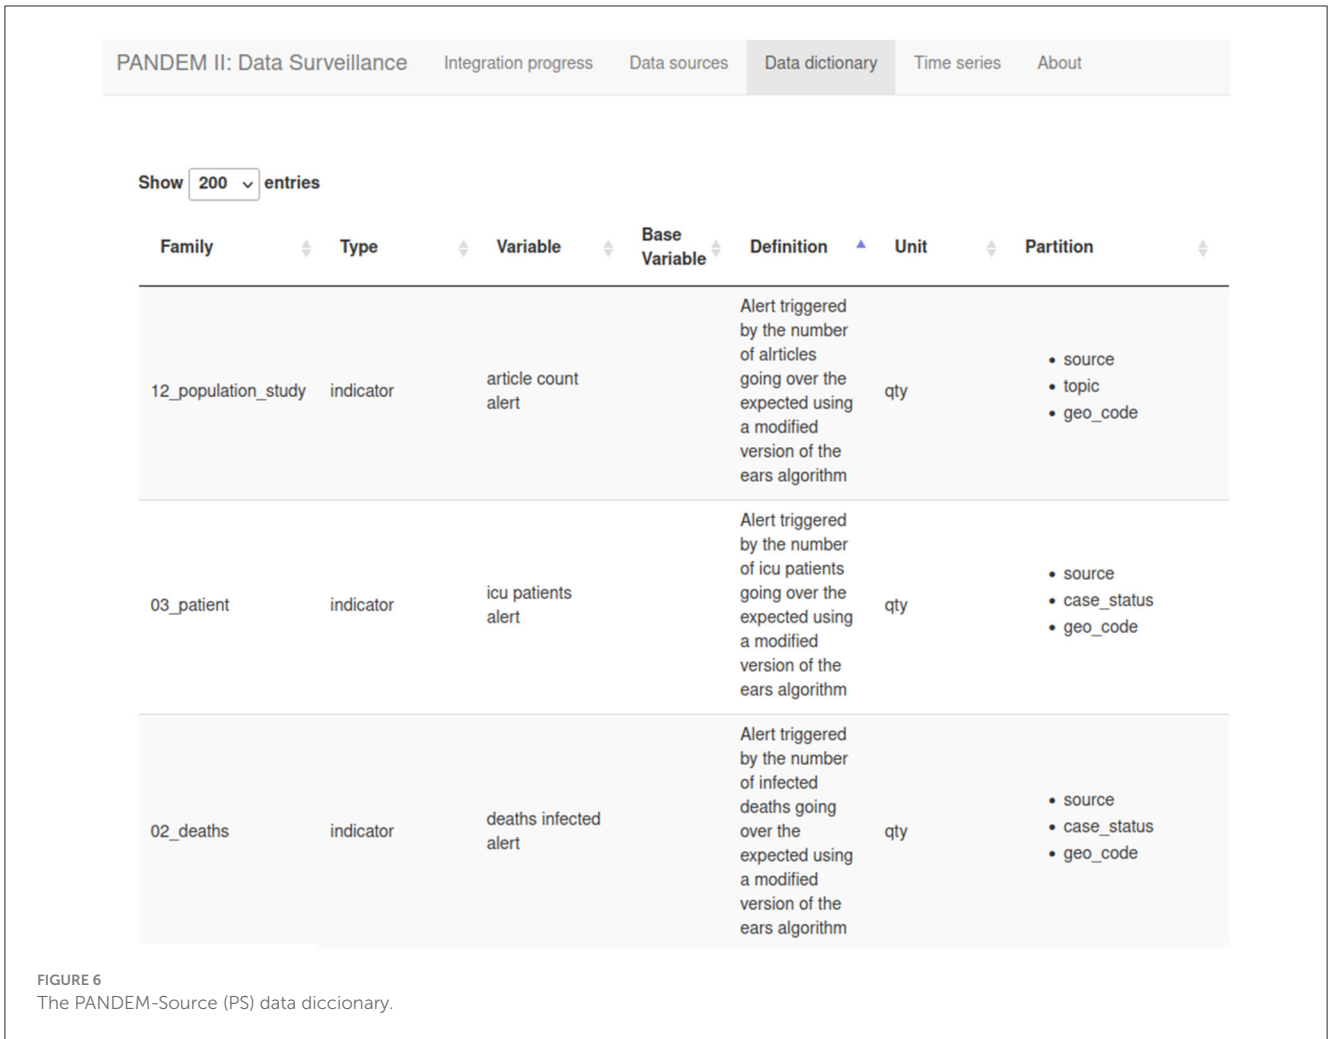 PANDEM II: Data Surveillance Integration progress Data sources Data dictionary Time series About
Show 200 entries
Family Type Variable Base Variable Definition Unit Partition
12_population_study
indicator
article count
alert
Alert triggered
by the number
of alrticles
going over the
expected using
a modified
version of the
ears algorithm
qty
• source
• topic
• geo_code
03_patient
indicator
icu patients
alert
Alert triggered
by the number
of icu patients
going over the
expected using
a modified
version of the
ears algorithm
qty
• source
• case_status
• geo_code
02_deaths
indicator
deaths infected
alert
Alert triggered
by the number
of infected
deaths going
over the
expected using
a modified
version of the
ears algorithm
qty
• source
• case_status
• geo_code
FIGURE 6
The PANDEM-Source (PS) data diccionary.